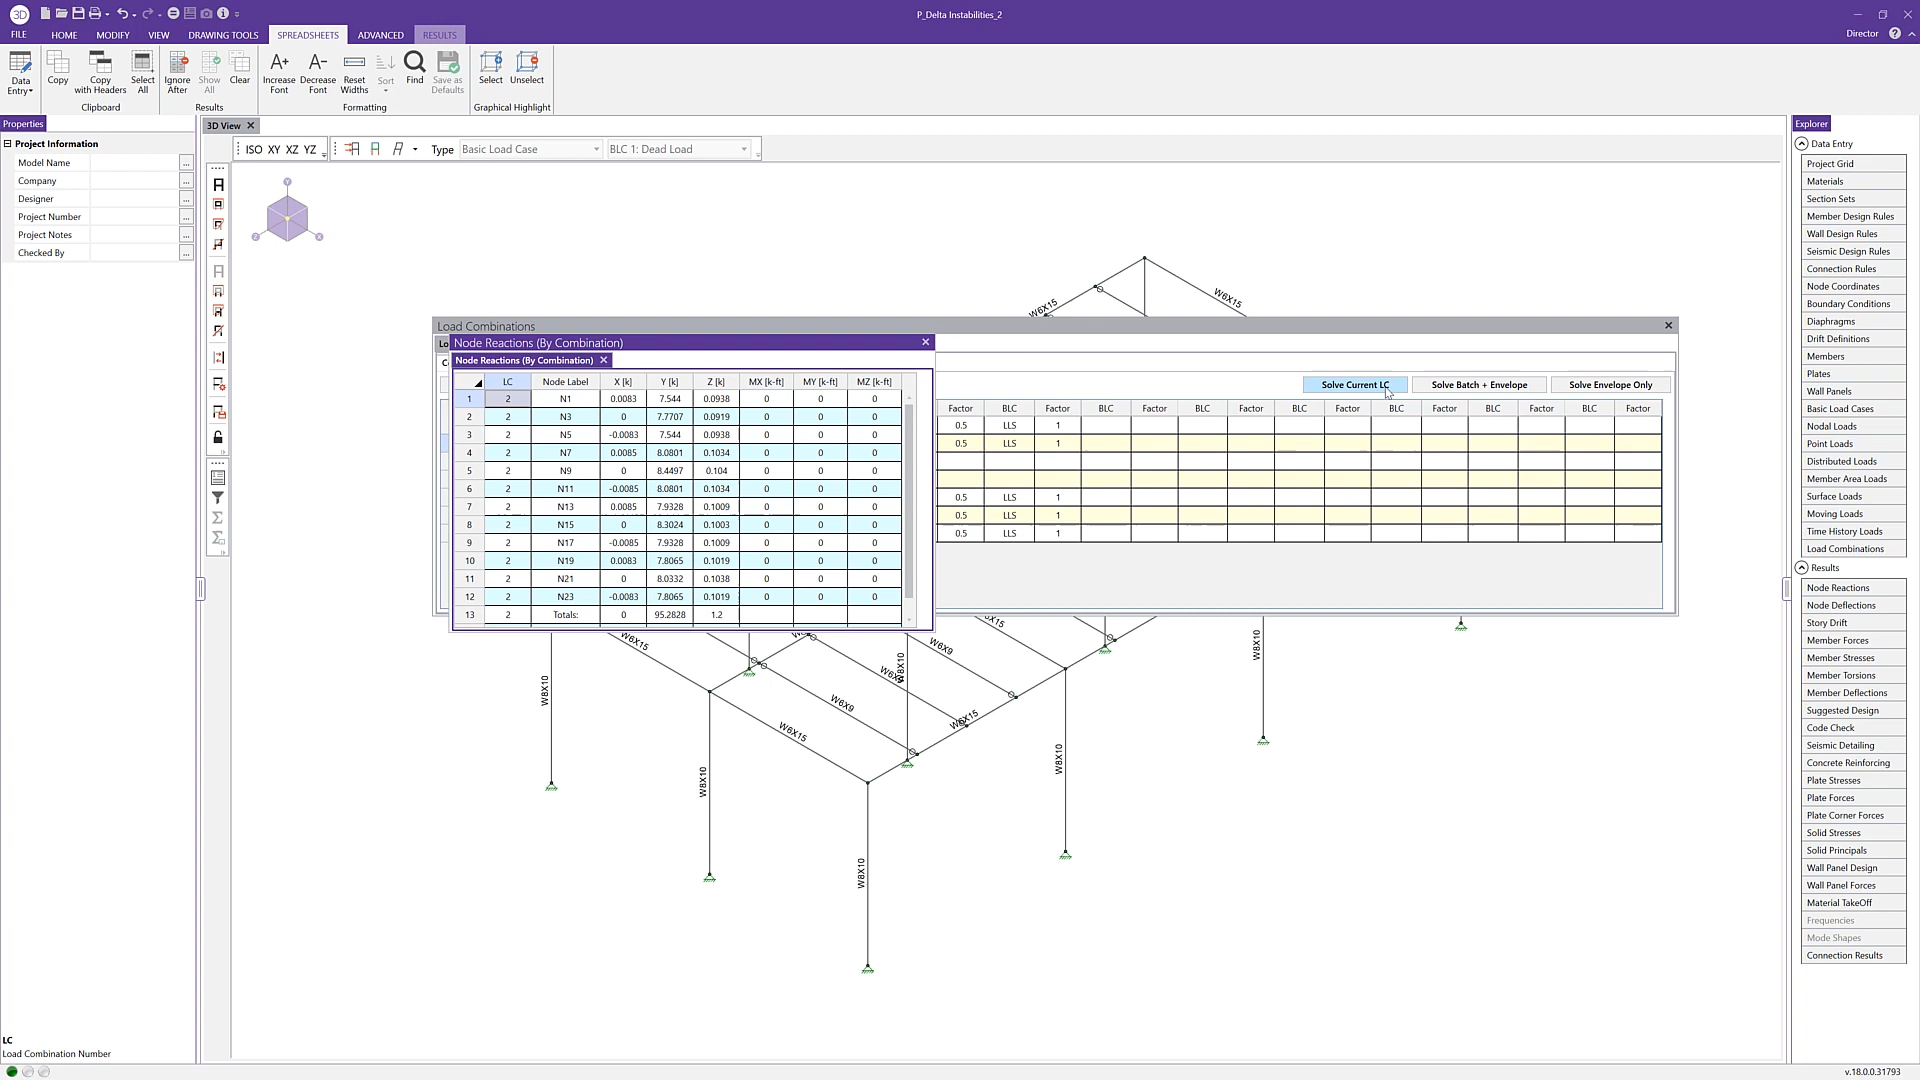 3D
P_Delta Instabilities_2
FILE HOME MODIFY VIEW DRAWING TOOLS SPREADSHEETS ADVANCED RESULTS
Director
Data Entry
Copy
Copy with Headers
Select All
Clipboard
Ignore After
Show All
Clear
Results
A+ Increase Font
A- Decrease Font
Reset Widths
Sort
Find
Save as Defaults
Formatting
Select
Unselect
Graphical Highlight
Properties
Project Information
Model Name ...
Company ...
Designer ...
Project Number ...
Project Notes ...
Checked By ...
3D View
ISO XY XZ YZ
Type Basic Load Case BLC 1: Dead Load
Y
Z X
W6X15
W6X15
Load Combinations
Lo
C
Node Reactions (By Combination)
Node Reactions (By Combination)
LC Node Label X [k] Y [k] Z [k] MX [k-ft] MY [k-ft] MZ [k-ft]
1 2 N1 0.0083 7.544 0.0938 0 0 0
2 2 N3 0 7.7707 0.0919 0 0 0
3 2 N5 -0.0083 7.544 0.0938 0 0 0
4 2 N7 0.0085 8.0801 0.1034 0 0 0
5 2 N9 0 8.4497 0.104 0 0 0
6 2 N11 -0.0085 8.0801 0.1034 0 0 0
7 2 N13 0.0085 7.9328 0.1009 0 0 0
8 2 N15 0 8.3024 0.1003 0 0 0
9 2 N17 -0.0085 7.9328 0.1009 0 0 0
10 2 N19 0.0083 7.8065 0.1019 0 0 0
11 2 N21 0 8.0332 0.1038 0 0 0
12 2 N23 -0.0083 7.8065 0.1019 0 0 0
13 2 Totals: 0 95.2828 1.2
Solve Current LC Solve Batch + Envelope Solve Envelope Only
Factor BLC Factor BLC Factor BLC Factor BLC Factor BLC Factor BLC Factor BLC Factor
0.5 LLS 1
0.5 LLS 1
0.5 LLS 1
0.5 LLS 1
0.5 LLS 1
W6X15
W8X10
W6X9
W6X9
W8X10
W6X9
W6X15
W8X10
W6X15
W6X15
W8X10
W8X10
W8X10
Explorer
Data Entry
Project Grid
Materials
Section Sets
Member Design Rules
Wall Design Rules
Seismic Design Rules
Connection Rules
Node Coordinates
Boundary Conditions
Diaphragms
Drift Definitions
Members
Plates
Wall Panels
Basic Load Cases
Nodal Loads
Point Loads
Distributed Loads
Member Area Loads
Surface Loads
Moving Loads
Time History Loads
Load Combinations
Results
Node Reactions
Node Deflections
Story Drift
Member Forces
Member Stresses
Member Torsions
Member Deflections
Suggested Design
Code Check
Seismic Detailing
Concrete Reinforcing
Plate Stresses
Plate Forces
Plate Corner Forces
Solid Stresses
Solid Principals
Wall Panel Design
Wall Panel Forces
Material TakeOff
Frequencies
Mode Shapes
Connection Results
LC
Load Combination Number
v.18.0.0.31793